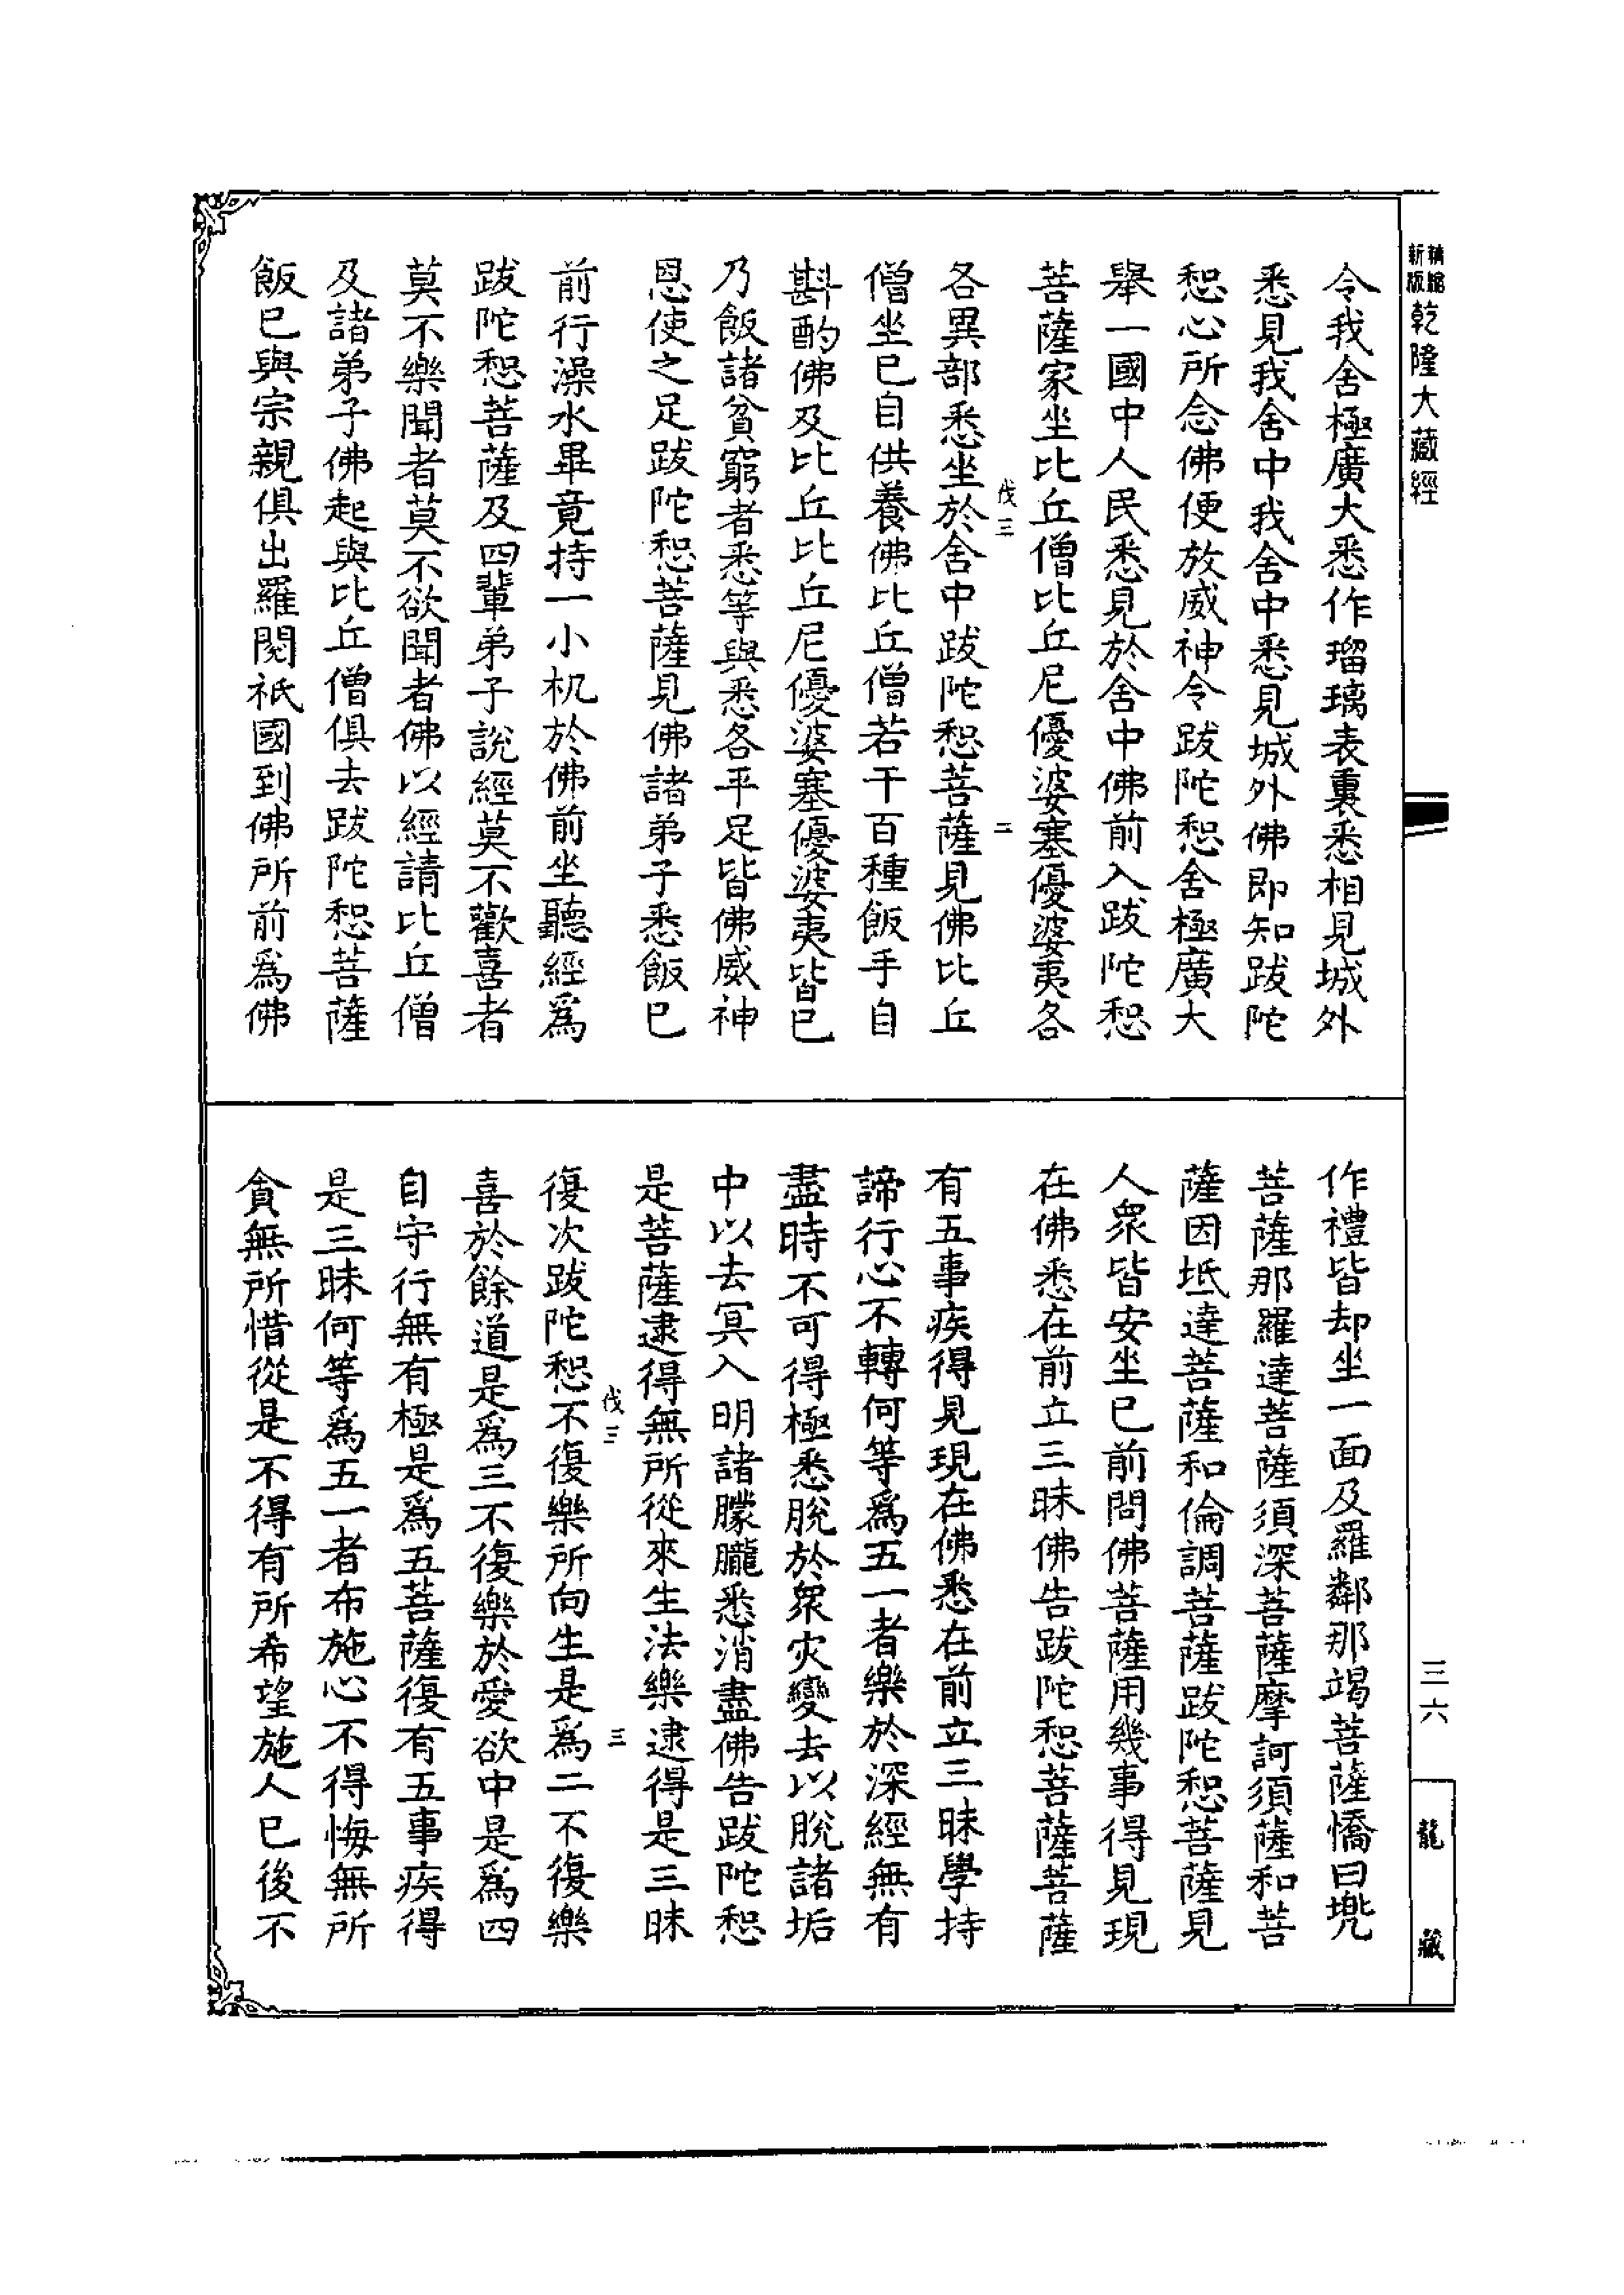 新版
乾隆大藏經
令我舍極廣大悉作瑠璃表裏悉相見城外
悉見我舍中我舍中悉見城外佛即知跋陀
惒心所念佛便放威神令跋陀惒舍極廣大
舉一國中人民悉見於舍中佛前入跋陀惒
菩薩家坐比丘僧比丘尼優婆塞優婆夷各
伐三
二
各異部悉坐於舍中跋陀惒菩薩見佛比丘
僧坐已自供養佛比丘僧若干百種飯手自
斟酌佛及比丘比丘尼優婆塞優婆夷皆已
乃飯諸貧窮者悉等與悉各平足皆佛威神
恩使之足跋陀惒菩薩見佛諸弟子悉飯已
前行澡水畢竟持一小机於佛前坐聽經為
跋陀惒菩薩及四輩弟子說經莫不歡喜者
莫不樂聞者莫不欲聞者佛以經請比丘僧
及諸弟子佛起與比丘僧俱去跋陀惒菩薩
飯已與宗親俱出羅閱祇國到佛所前為佛
作禮皆却坐一面及羅鄰那竭菩薩憍曰兜
菩薩那羅達菩薩須深菩薩摩訶須薩和菩
薩因坻達菩薩和倫調菩薩跋陀惒菩薩見
人衆皆安坐已前問佛菩薩用幾事得見現
在佛悉在前立三昧佛告跋陀惒菩薩菩薩
有五事疾得見現在佛悉在前立三昧學持
諦行心不轉何等為五一者樂於深經無有
盡時不可得極悉脫於衆灾變去以脫諸垢
中以去冥入明諸朦朧悉消盡佛告跋陀惒
是菩薩逮得無所從來生法樂逮得是三昧
伐三
三
復次跋陀惒不復樂所向生是為二不復樂
喜於餘道是為三不復樂於愛欲中是為四
自守行無有極是為五菩薩復有五事疾得
是三昧何等為五一者布施心不得悔無所
貪無所惜從是不得有所希望施人已後不
三六
龍藏